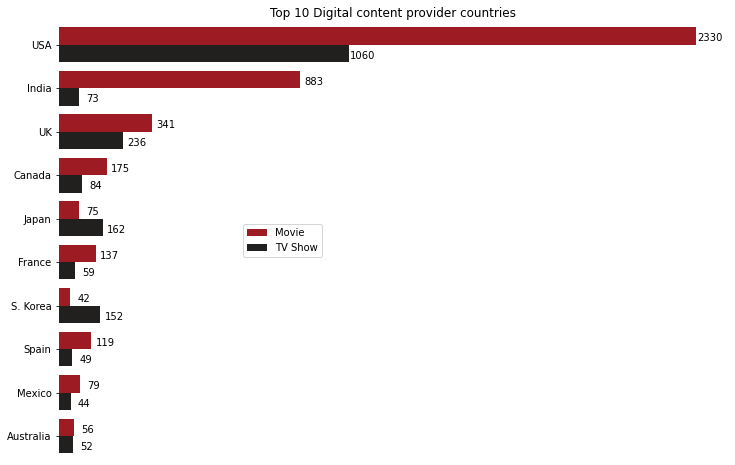 Top 10 Digital content provider countries
USA
2330
1060
India
883
73
UK
341
236
Canada
175
84
Japan
75
162
Movie
TV Show
France
137
59
S. Korea
42
152
Spain
119
49
Mexico
79
44
Australia
56
52